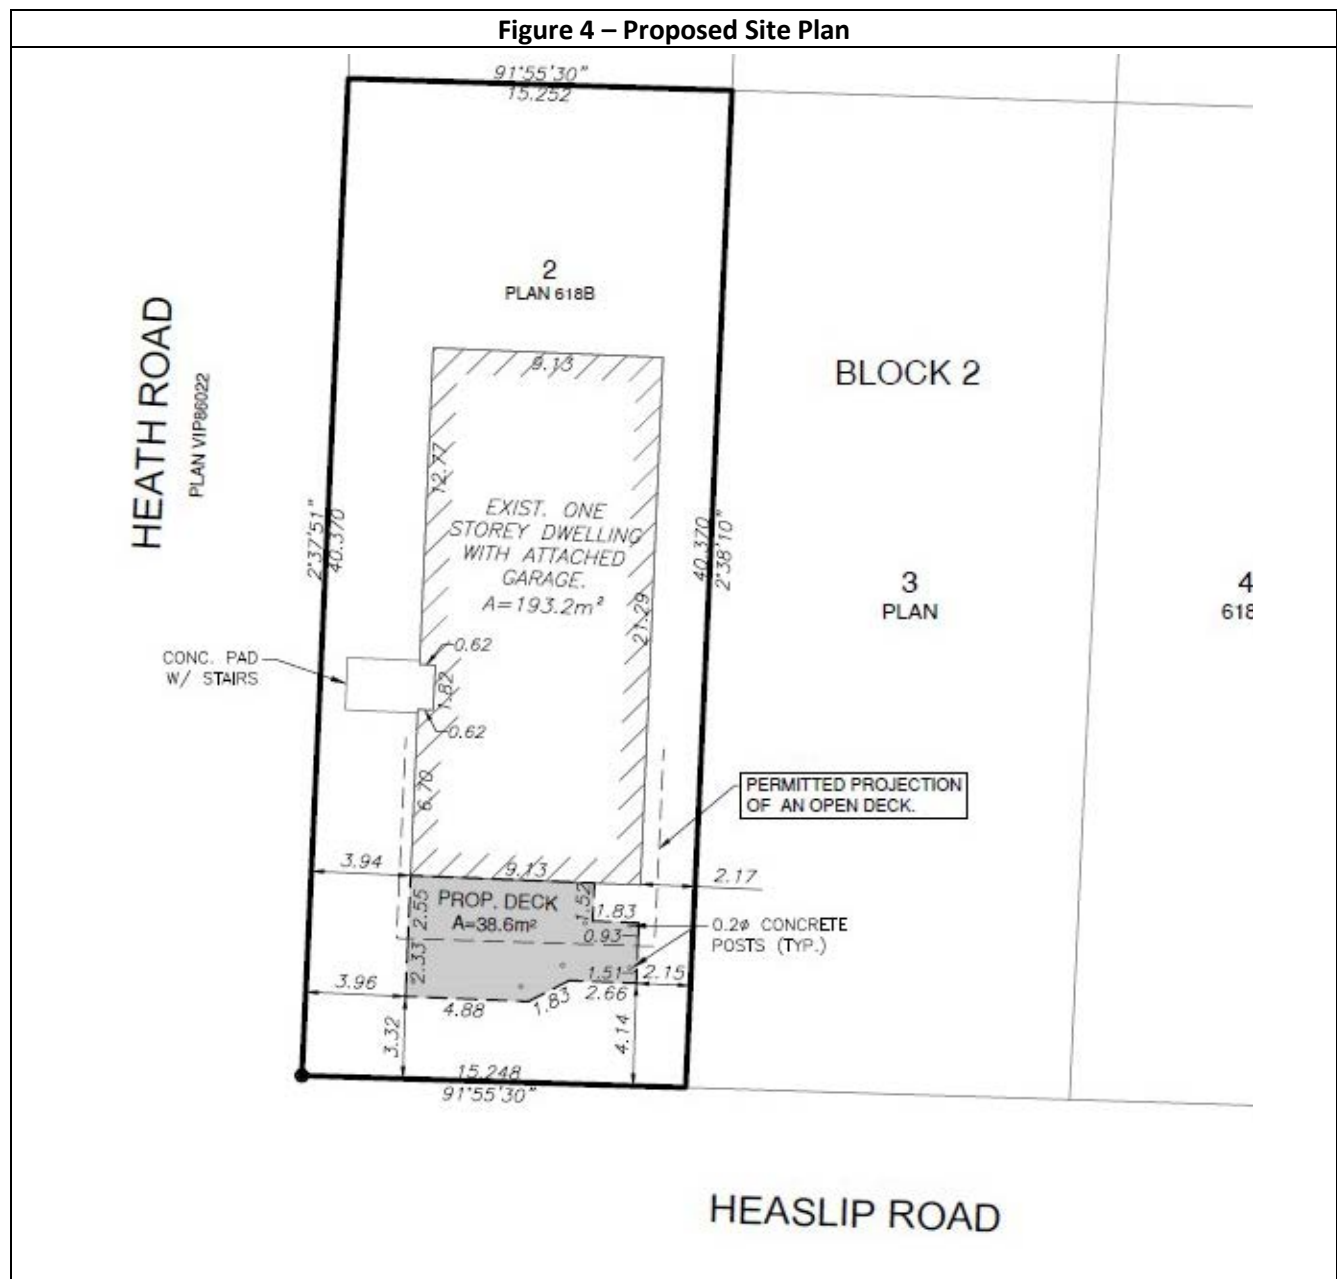 Figure 4 – Proposed Site Plan
91°55'30"
15.252
2
PLAN 618B
HEATH ROAD
PLAN VIP86022
9.13
BLOCK 2
12.77
EXIST. ONE
STOREY DWELLING
WITH ATTACHED
GARAGE.
A=193.2m²
2°37'51"
40.370
40.370
2°38'10"
21.29
3
PLAN
4
618
CONC. PAD
W/ STAIRS
0.62
1.82
0.62
6.70
PERMITTED PROJECTION
OF AN OPEN DECK.
3.94
9.13
2.17
PROP. DECK
A=38.6m²
2.55
1.52
1.83
0.93
0.2ø CONCRETE
POSTS (TYP.)
2.33
1.51
2.15
3.96
4.88
1.83
2.66
3.32
4.14
15.248
91°55'30"
HEASLIP ROAD